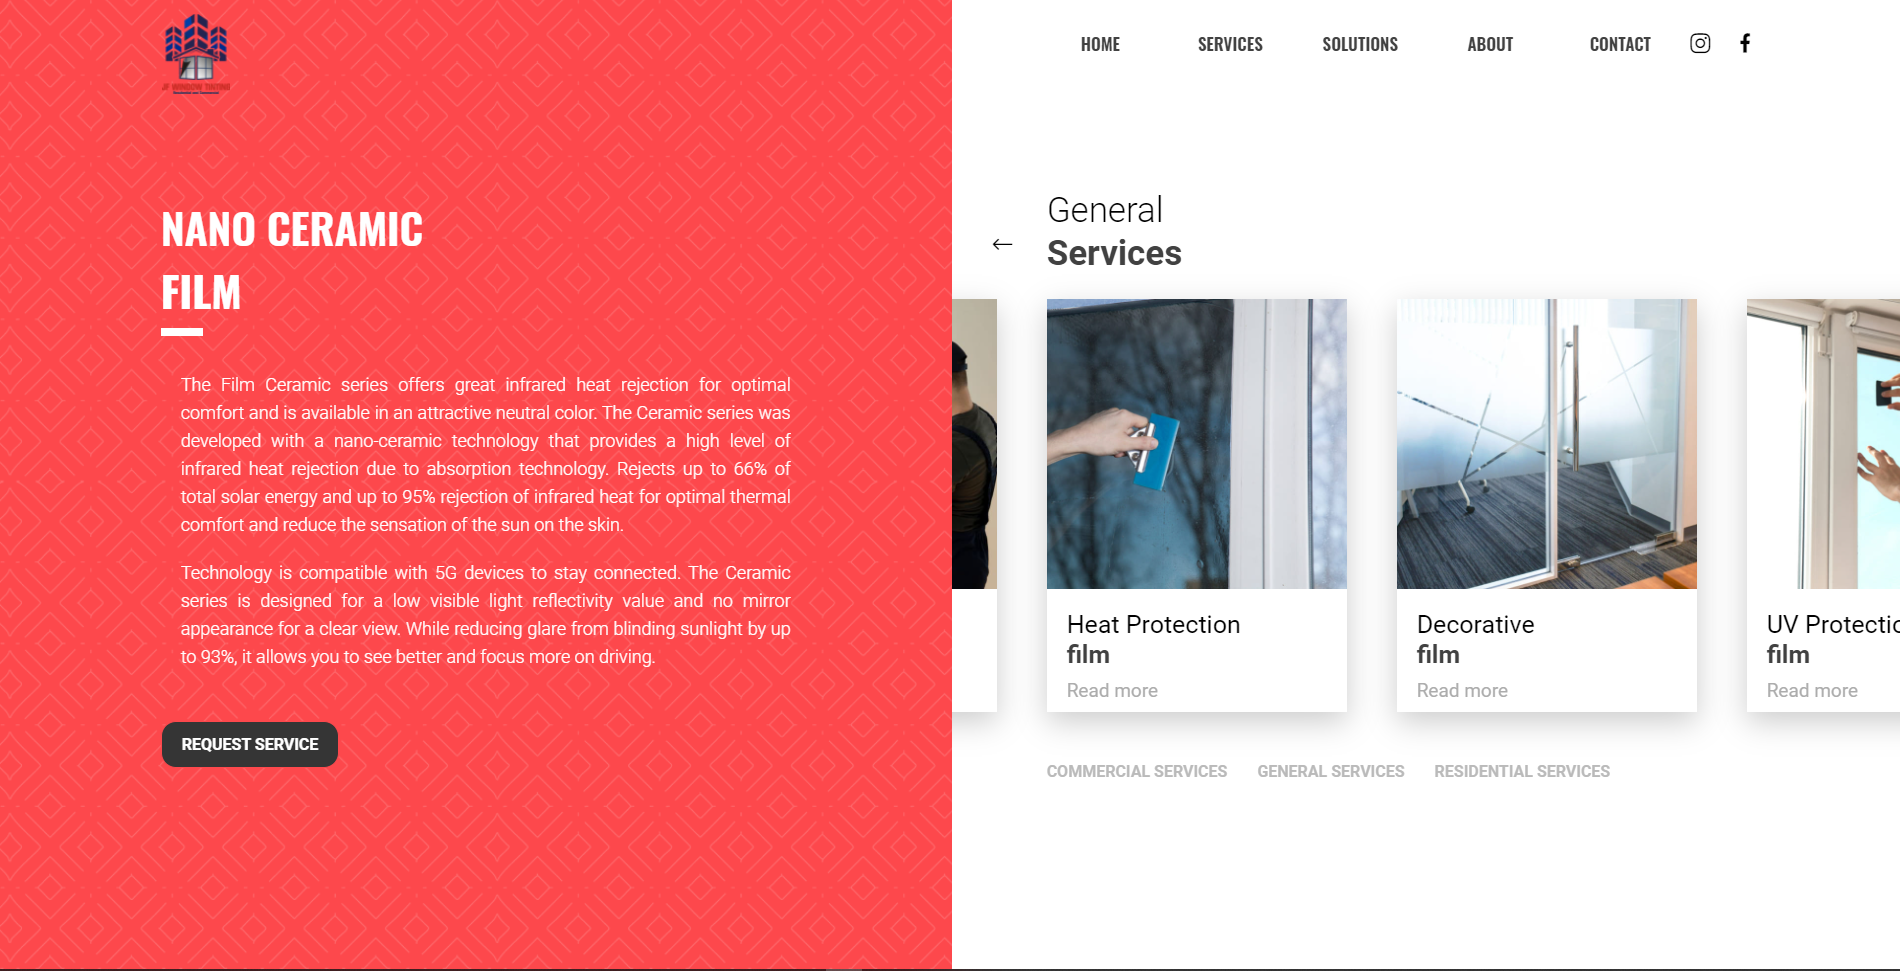 JF WINDOW TINTING
HOME SERVICES SOLUTIONS ABOUT CONTACT
NANO CERAMIC
FILM
The Film Ceramic series offers great infrared heat rejection for optimal
comfort and is available in an attractive neutral color. The Ceramic series was
developed with a nano-ceramic technology that provides a high level of
infrared heat rejection due to absorption technology. Rejects up to 66% of
total solar energy and up to 95% rejection of infrared heat for optimal thermal
comfort and reduce the sensation of the sun on the skin.
Technology is compatible with 5G devices to stay connected. The Ceramic
series is designed for a low visible light reflectivity value and no mirror
appearance for a clear view. While reducing glare from blinding sunlight by up
to 93%, it allows you to see better and focus more on driving.
REQUEST SERVICE
General
Services
Heat Protection
film
Read more
Decorative
film
Read more
UV Protectio
film
Read more
COMMERCIAL SERVICES GENERAL SERVICES RESIDENTIAL SERVICES